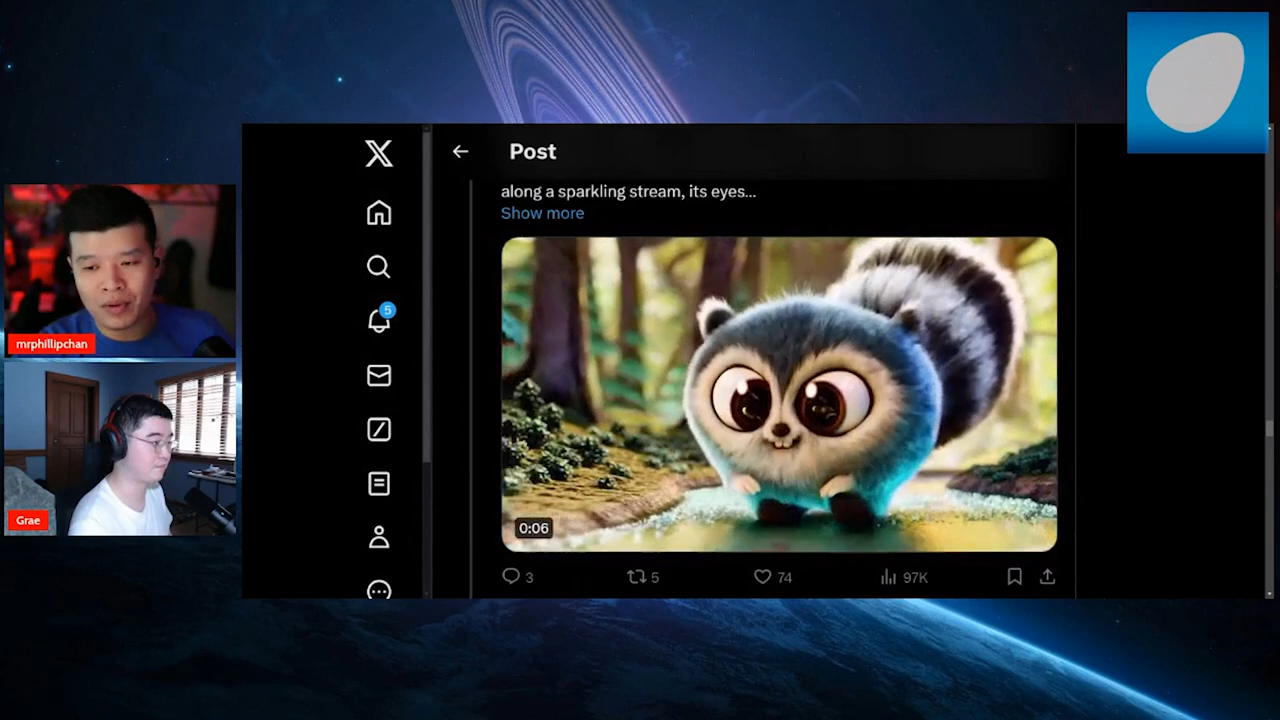 Post
along a sparkling stream, its eyes...
Show more
5
mrphillipchan
Grae
0:06
3
5
74
97K